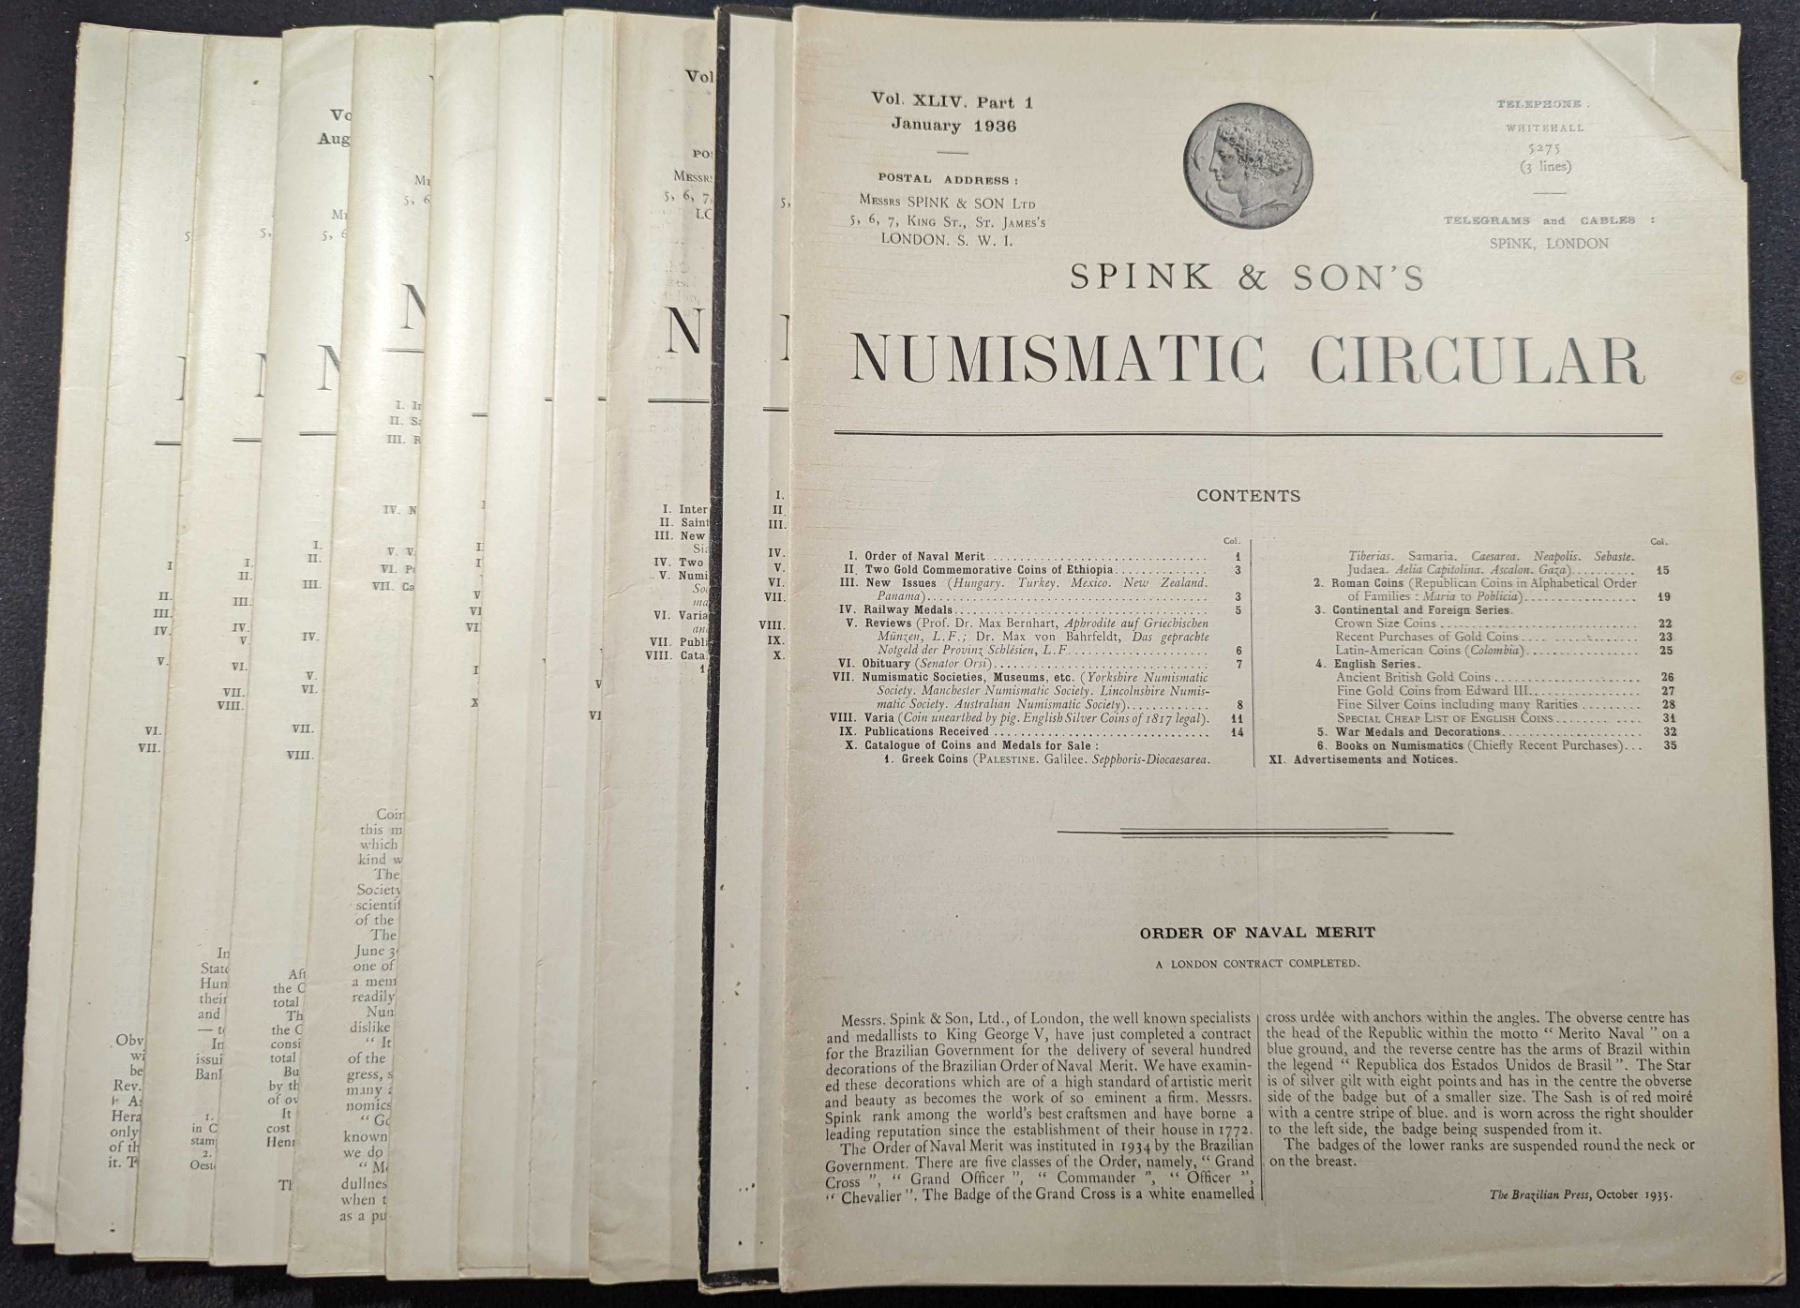 Vol. XLIV. Part 1
January 1936
POSTAL ADDRESS :
MESSRS SPINK & SON LTD
5, 6, 7, KING ST., ST. JAMES'S
LONDON. S. W. I.
TELEPHONE :
WHITEHALL
5275
(3 lines)
TELEGRAMS and CABLES :
SPINK, LONDON
SPINK & SON'S
NUMISMATIC CIRCULAR
CONTENTS
Col.
I. Order of Naval Merit 1
II. Two Gold Commemorative Coins of Ethiopia 3
III. New Issues (Hungary. Turkey. Mexico. New Zealand.
Panama) 3
IV. Railway Medals 5
V. Reviews (Prof. Dr. Max Bernhart, Aphrodite auf Griechischen
Münzen, L. F.; Dr. Max von Bahrfeldt, Das geprachte
Notgeld der Provinz Schlesien, L. F. 6
VI. Obituary (Senator Orsi) 7
VII. Numismatic Societies, Museums, etc. (Yorkshire Numismatic
Society. Manchester Numismatic Society. Lincolnshire Numis-
matic Society. Australian Numismatic Society) 8
VIII. Varia (Coin unearthed by pig. English Silver Coins of 1817 legal). 11
IX. Publications Received 14
X. Catalogue of Coins and Medals for Sale :
1. Greek Coins (PALESTINE. Galilee. Sepphoris-Diocaesarea.
Col.
Tiberias. Samaria. Caesarea. Neapolis. Sebaste.
Judaea. Aelia Capitolina. Ascalon. Gaza) 15
2. Roman Coins (Republican Coins in Alphabetical Order
of Families : Maria to Poblicia) 19
3. Continental and Foreign Series.
Crown Size Coins 22
Recent Purchases of Gold Coins 23
Latin-American Coins (Colombia) 25
4. English Series.
Ancient British Gold Coins 26
Fine Gold Coins from Edward III 27
Fine Silver Coins including many Rarities 28
SPECIAL CHEAP LIST OF ENGLISH COINS 31
5. War Medals and Decorations 32
6. Books on Numismatics (Chiefly Recent Purchases) 35
XI. Advertisements and Notices.
ORDER OF NAVAL MERIT
A LONDON CONTRACT COMPLETED.
Messrs. Spink & Son, Ltd., of London, the well known specialists
and medallists to King George V, have just completed a contract
for the Brazilian Government for the delivery of several hundred
decorations of the Brazilian Order of Naval Merit. We have examin-
ed these decorations which are of a high standard of artistic merit
and beauty as becomes the work of so eminent a firm. Messrs.
Spink rank among the world's best craftsmen and have borne a
leading reputation since the establishment of their house in 1772.
The Order of Naval Merit was instituted in 1934 by the Brazilian
Government. There are five classes of the Order, namely, “ Grand
Cross ”, “ Grand Officer ”, “ Commander ”, “ Officer ”,
“ Chevalier ”. The Badge of the Grand Cross is a white enamelled
cross urdée with anchors within the angles. The obverse centre has
the head of the Republic within the motto “ Merito Naval ” on a
blue ground, and the reverse centre has the arms of Brazil within
the legend “ Republica dos Estados Unidos de Brasil ”. The Star
is of silver gilt with eight points and has in the centre the obverse
side of the badge but of a smaller size. The Sash is of red moiré
with a centre stripe of blue. and is worn across the right shoulder
to the left side, the badge being suspended from it.
The badges of the lower ranks are suspended round the neck or
on the breast.
The Brazilian Press, October 1935.